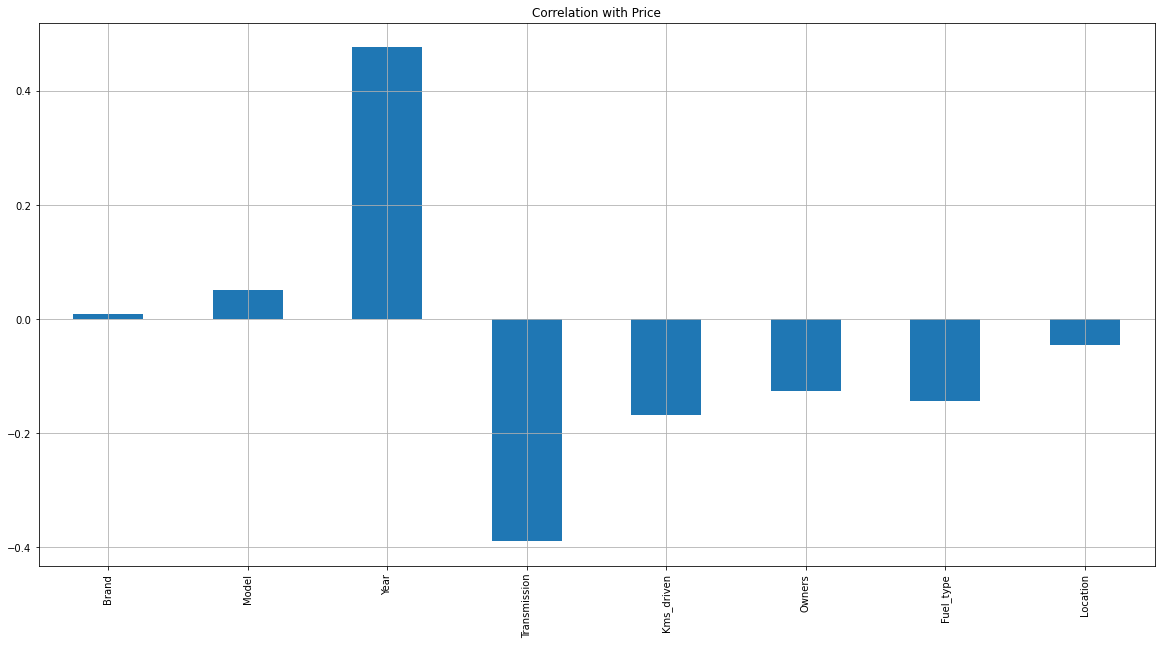 Correlation with Price
0.4
0.2
0.0
−0.2
−0.4
Brand
Model
Year
Transmission
Kms_driven
Owners
Fuel_type
Location